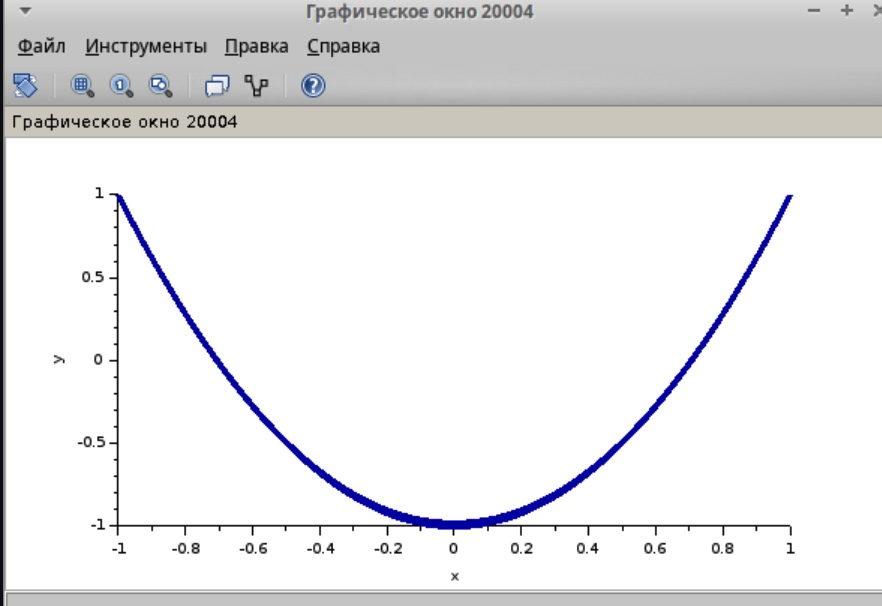 Графическое окно 20004
Файл Инструменты Правка Справка
Графическое окно 20004
1
0.5
0
-0.5
-1
y
-1 -0.8 -0.6 -0.4 -0.2 0 0.2 0.4 0.6 0.8 1
x